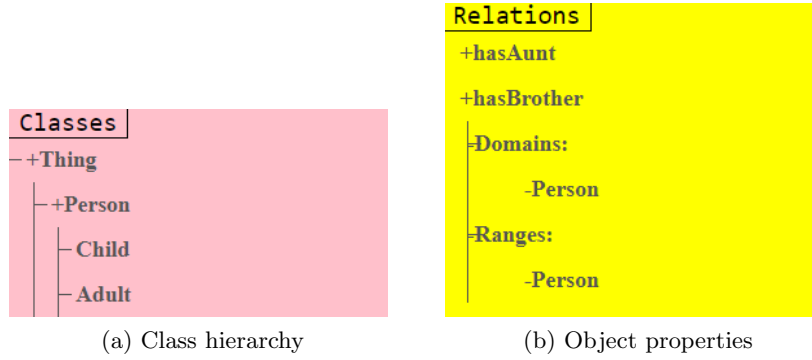 Classes
+Thing
+Person
Child
Adult
(a) Class hierarchy
Relations
+hasAunt
+hasBrother
-Domains:
-Person
-Ranges:
-Person
(b) Object properties